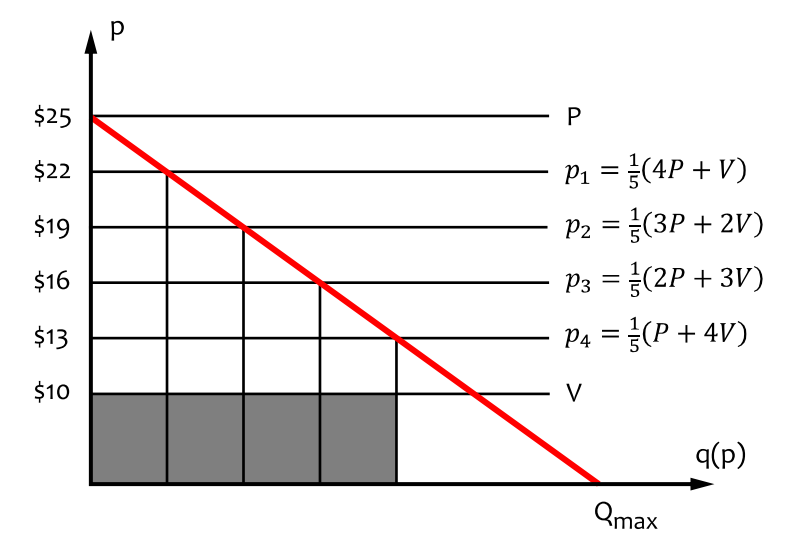 p
$25 P
$22 p₁ = ⅕(4P + V)
$19 p₂ = ⅕(3P + 2V)
$16 p₃ = ⅕(2P + 3V)
$13 p₄ = ⅕(P + 4V)
$10 V
q(p)
Qmax